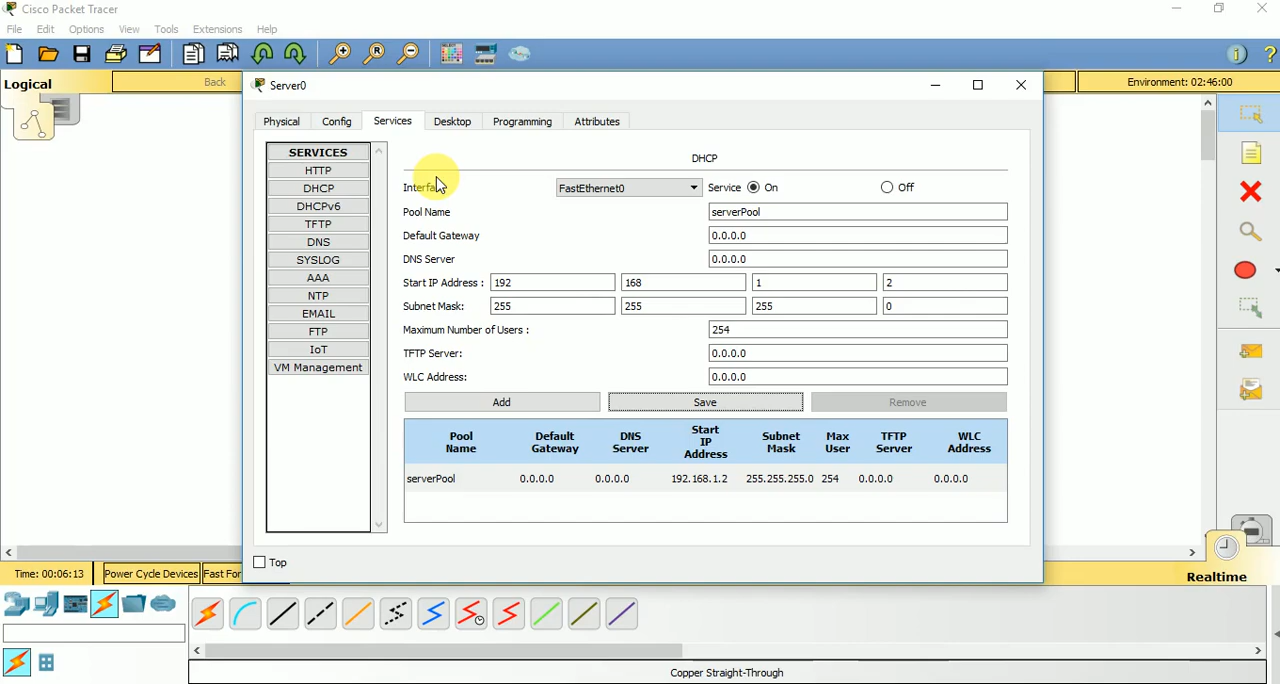 Cisco Packet Tracer
File Edit Options View Tools Extensions Help
Logical
Back
Environment: 02:46:00
Server0
Physical Config Services Desktop Programming Attributes
SERVICES
HTTP
DHCP
DHCPv6
TFTP
DNS
SYSLOG
AAA
NTP
EMAIL
FTP
IoT
VM Management
DHCP
Interface FastEthernet0 Service On Off
Pool Name serverPool
Default Gateway 0.0.0.0
DNS Server 0.0.0.0
Start IP Address : 192 168 1 2
Subnet Mask: 255 255 255 0
Maximum Number of Users : 254
TFTP Server: 0.0.0.0
WLC Address: 0.0.0.0
Add Save Remove
Pool Name Default Gateway DNS Server Start IP Address Subnet Mask Max User TFTP Server WLC Address
serverPool 0.0.0.0 0.0.0.0 192.168.1.2 255.255.255.0 254 0.0.0.0 0.0.0.0
Top
Time: 00:06:13 Power Cycle Devices Fast For
Realtime
Copper Straight-Through